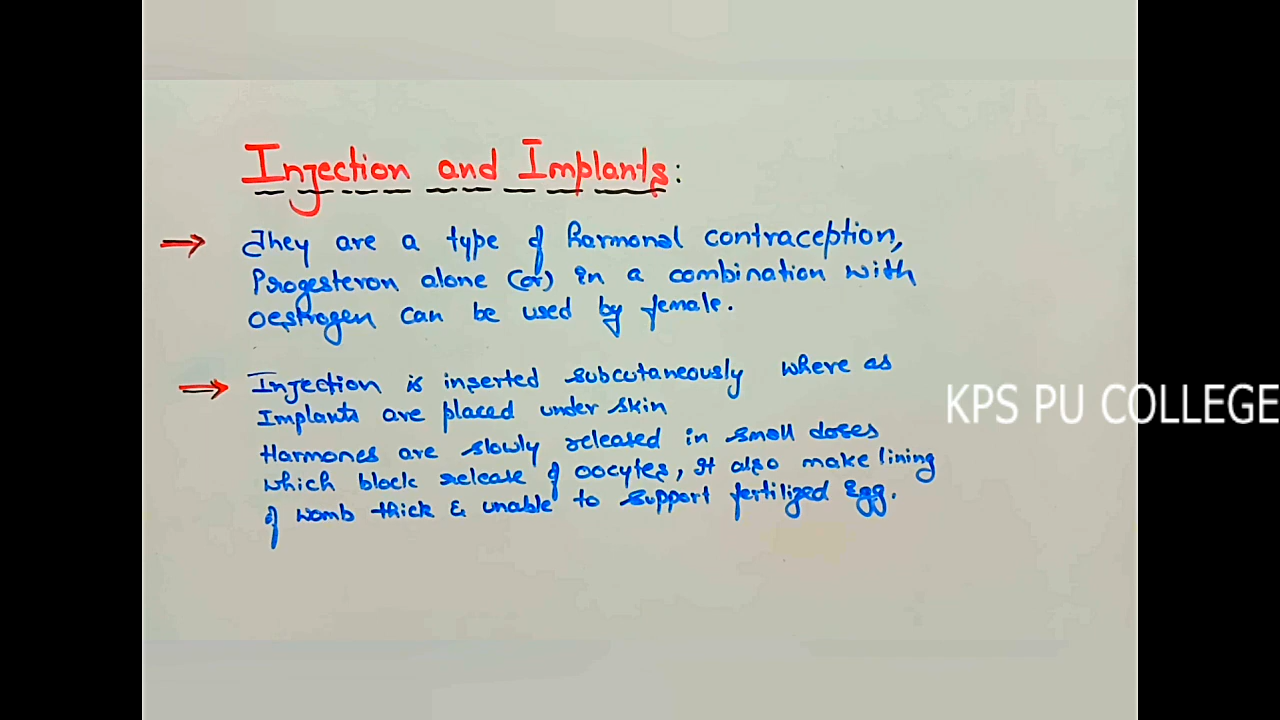 Injection and Implants:
→ They are a type of harmonal contraception,
Progesteron alone (or) in a combination with
oestrogen can be used by female.
→ Injection is inserted subcutaneously where as
Implants are placed under skin
Harmones are slowly released in small doses
which block release of oocytes, It also make lining
of womb thick & unable to support fertilized Egg.
KPS PU COLLEGE